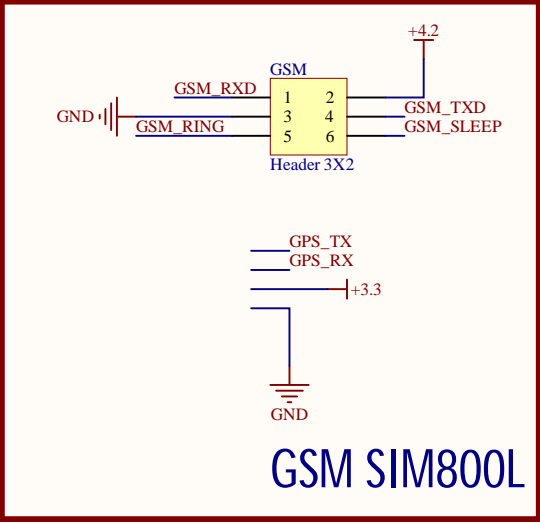 +4.2
GSM
GSM_RXD 1 2
GND 3 4 GSM_TXD
GSM_RING 5 6 GSM_SLEEP
Header 3X2
GPS_TX
GPS_RX
+3.3
GND
GSM SIM800L